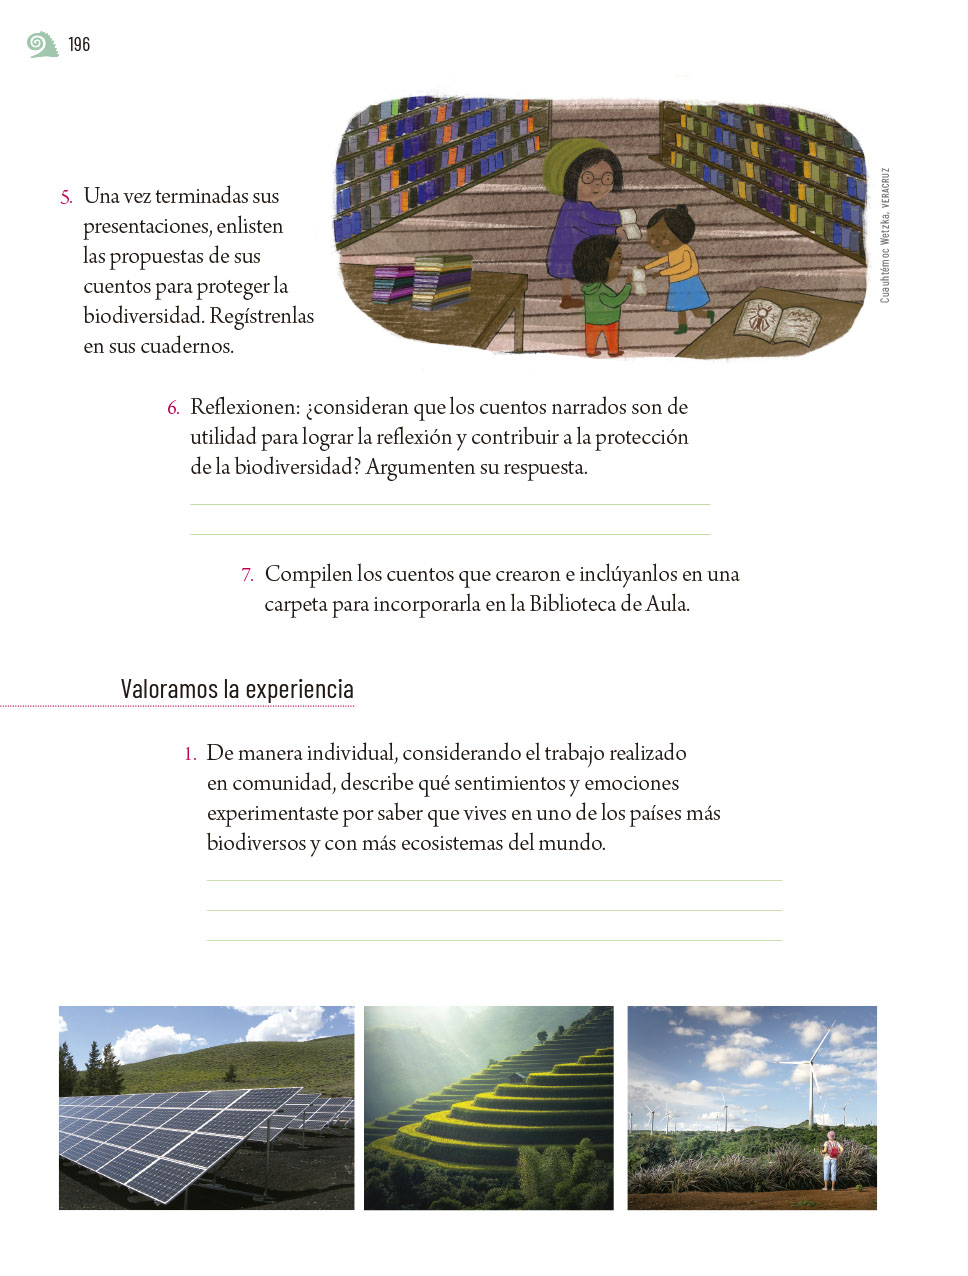 196
5. Una vez terminadas sus
presentaciones, enlisten
las propuestas de sus
cuentos para proteger la
biodiversidad. Regístrenlas
en sus cuadernos.
Cuauhtémoc Wetzka, VERACRUZ
6. Reflexionen: ¿consideran que los cuentos narrados son de
utilidad para lograr la reflexión y contribuir a la protección
de la biodiversidad? Argumenten su respuesta.
7. Compilen los cuentos que crearon e inclúyanlos en una
carpeta para incorporarla en la Biblioteca de Aula.
Valoramos la experiencia
1. De manera individual, considerando el trabajo realizado
en comunidad, describe qué sentimientos y emociones
experimentaste por saber que vives en uno de los países más
biodiversos y con más ecosistemas del mundo.